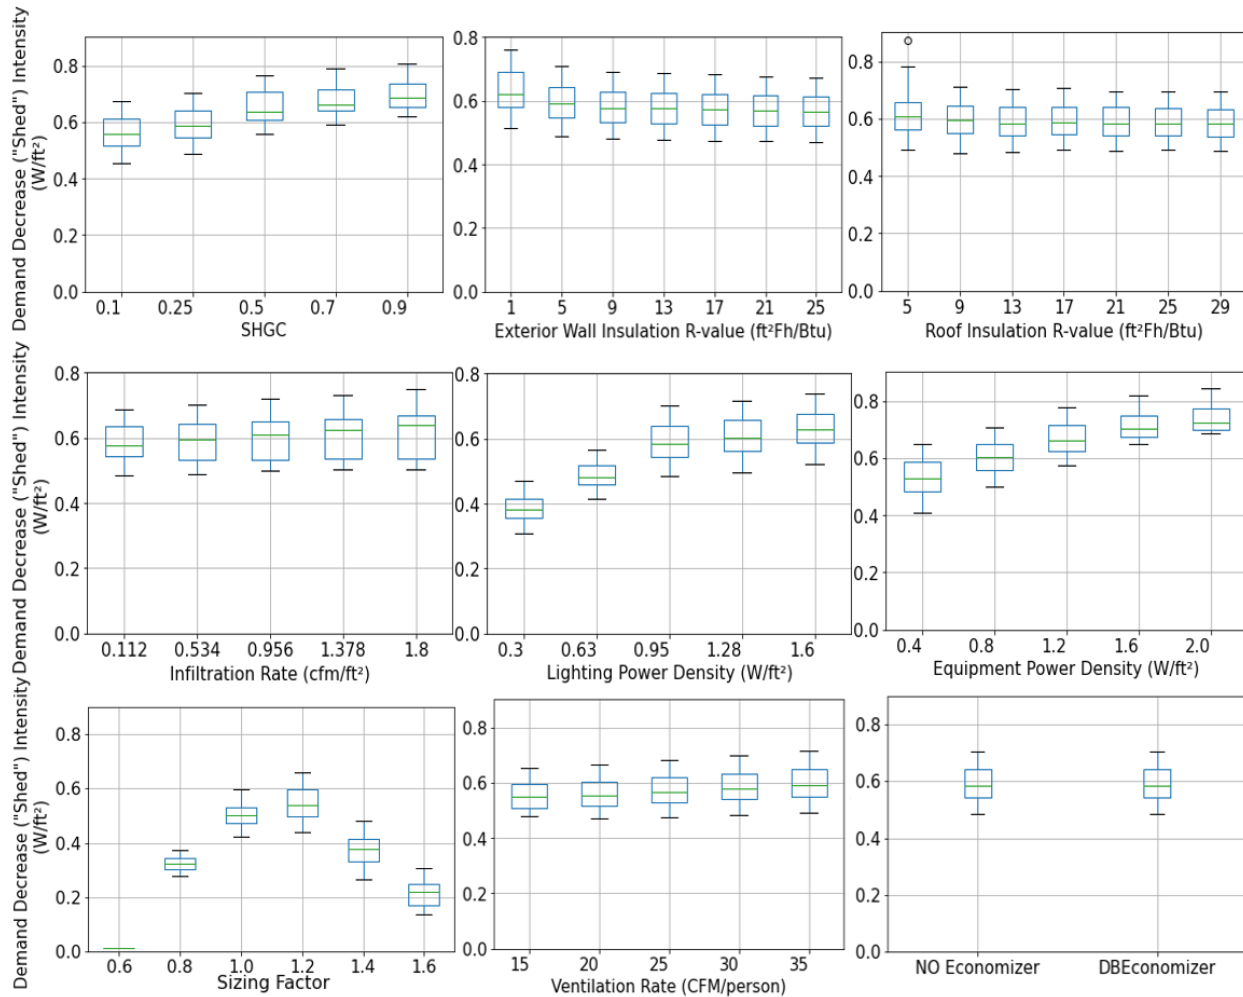 Demand Decrease ("Shed") Intensity
(W/ft²)
0.8
0.6
0.4
0.2
0.0
0.1 0.25 0.5 0.7 0.9
SHGC
0.8
0.6
0.4
0.2
0.0
1 5 9 13 17 21 25
Exterior Wall Insulation R-value (ft²Fh/Btu)
0.8
0.6
0.4
0.2
0.0
5 9 13 17 21 25 29
Roof Insulation R-value (ft²Fh/Btu)
Demand Decrease ("Shed") Intensity
(W/ft²)
0.8
0.6
0.4
0.2
0.0
0.112 0.534 0.956 1.378 1.8
Infiltration Rate (cfm/ft²)
0.8
0.6
0.4
0.2
0.0
0.3 0.63 0.95 1.28 1.6
Lighting Power Density (W/ft²)
0.8
0.6
0.4
0.2
0.0
0.4 0.8 1.2 1.6 2.0
Equipment Power Density (W/ft²)
Demand Decrease ("Shed") Intensity
(W/ft²)
0.8
0.6
0.4
0.2
0.0
0.6 0.8 1.0 1.2 1.4 1.6
Sizing Factor
0.8
0.6
0.4
0.2
0.0
15 20 25 30 35
Ventilation Rate (CFM/person)
0.8
0.6
0.4
0.2
0.0
NO Economizer DBEconomizer